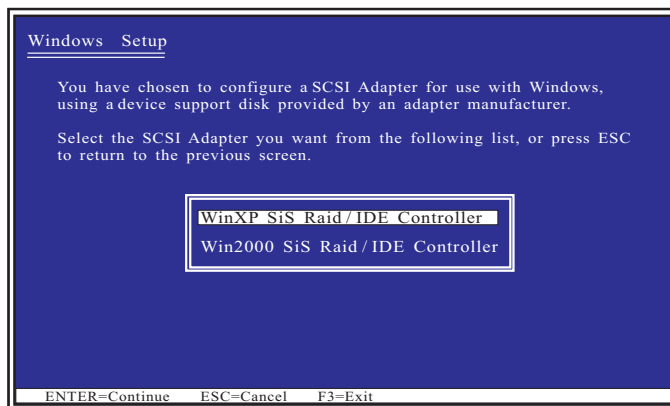 Windows Setup
You have chosen to configure a SCSI Adapter for use with Windows,
using a device support disk provided by an adapter manufacturer.
Select the SCSI Adapter you want from the following list, or press ESC
to return to the previous screen.
WinXP SiS Raid / IDE Controller
Win2000 SiS Raid / IDE Controller
ENTER=Continue ESC=Cancel F3=Exit